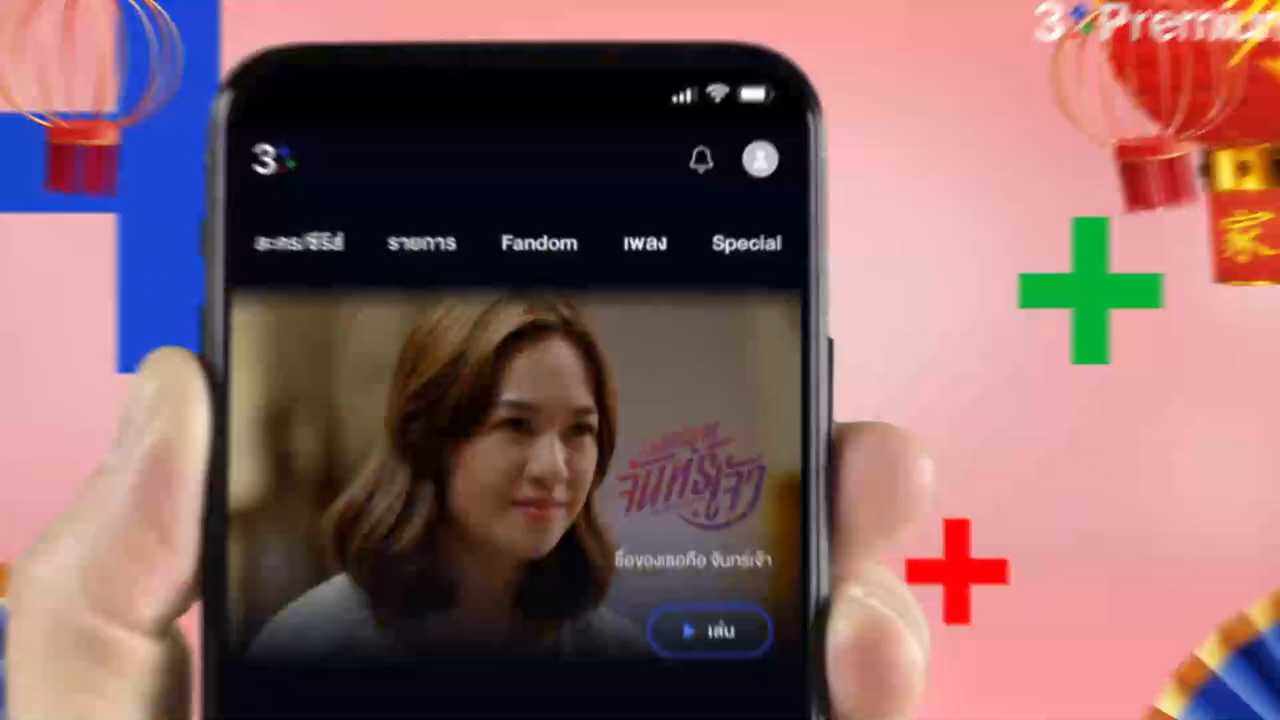 3+Premium
3+
ละคร/ซีรีส์ รายการ Fandom เพลง Special
จันทร์เจ้า
ชื่อของเธอคือ จันทร์เจ้า
เล่น
家